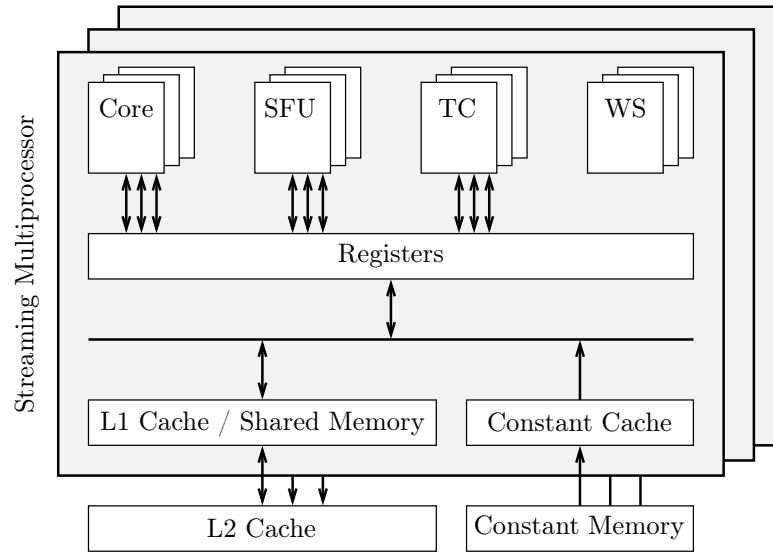 Streaming Multiprocessor
Core
SFU
TC
WS
Registers
L1 Cache / Shared Memory
Constant Cache
L2 Cache
Constant Memory